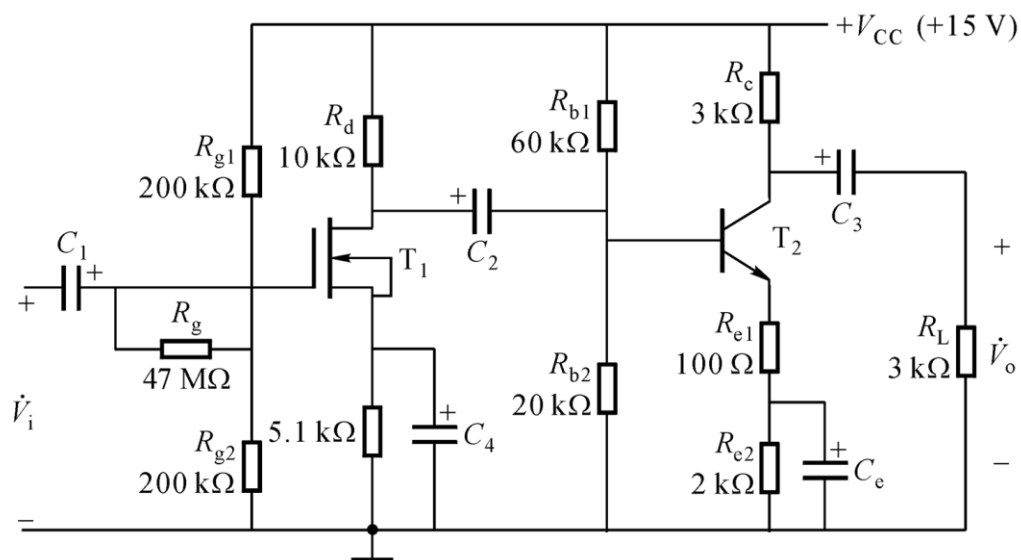 +V_CC (+15 V)
R_c
3 kΩ
R_b1
60 kΩ
R_d
10 kΩ
R_g1
200 kΩ
C_1
+
+
+
C_2
T_1
T_2
+
C_3
+
R_g
47 MΩ
R_e1
100 Ω
R_L
3 kΩ
V̇_o
R_b2
20 kΩ
V̇_i
R_g2
200 kΩ
5.1 kΩ
+
C_4
R_e2
2 kΩ
+
C_e
−
−